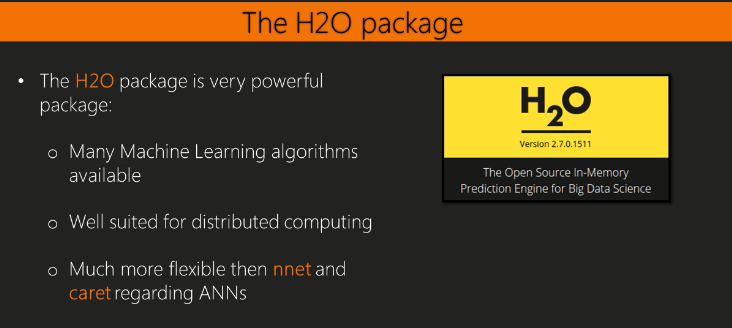 The H2O package
• The H2O package is very powerful
package:
o Many Machine Learning algorithms
available
o Well suited for distributed computing
o Much more flexible then nnet and
caret regarding ANNs
H2O
Version 2.7.0.1511
The Open Source In-Memory
Prediction Engine for Big Data Science